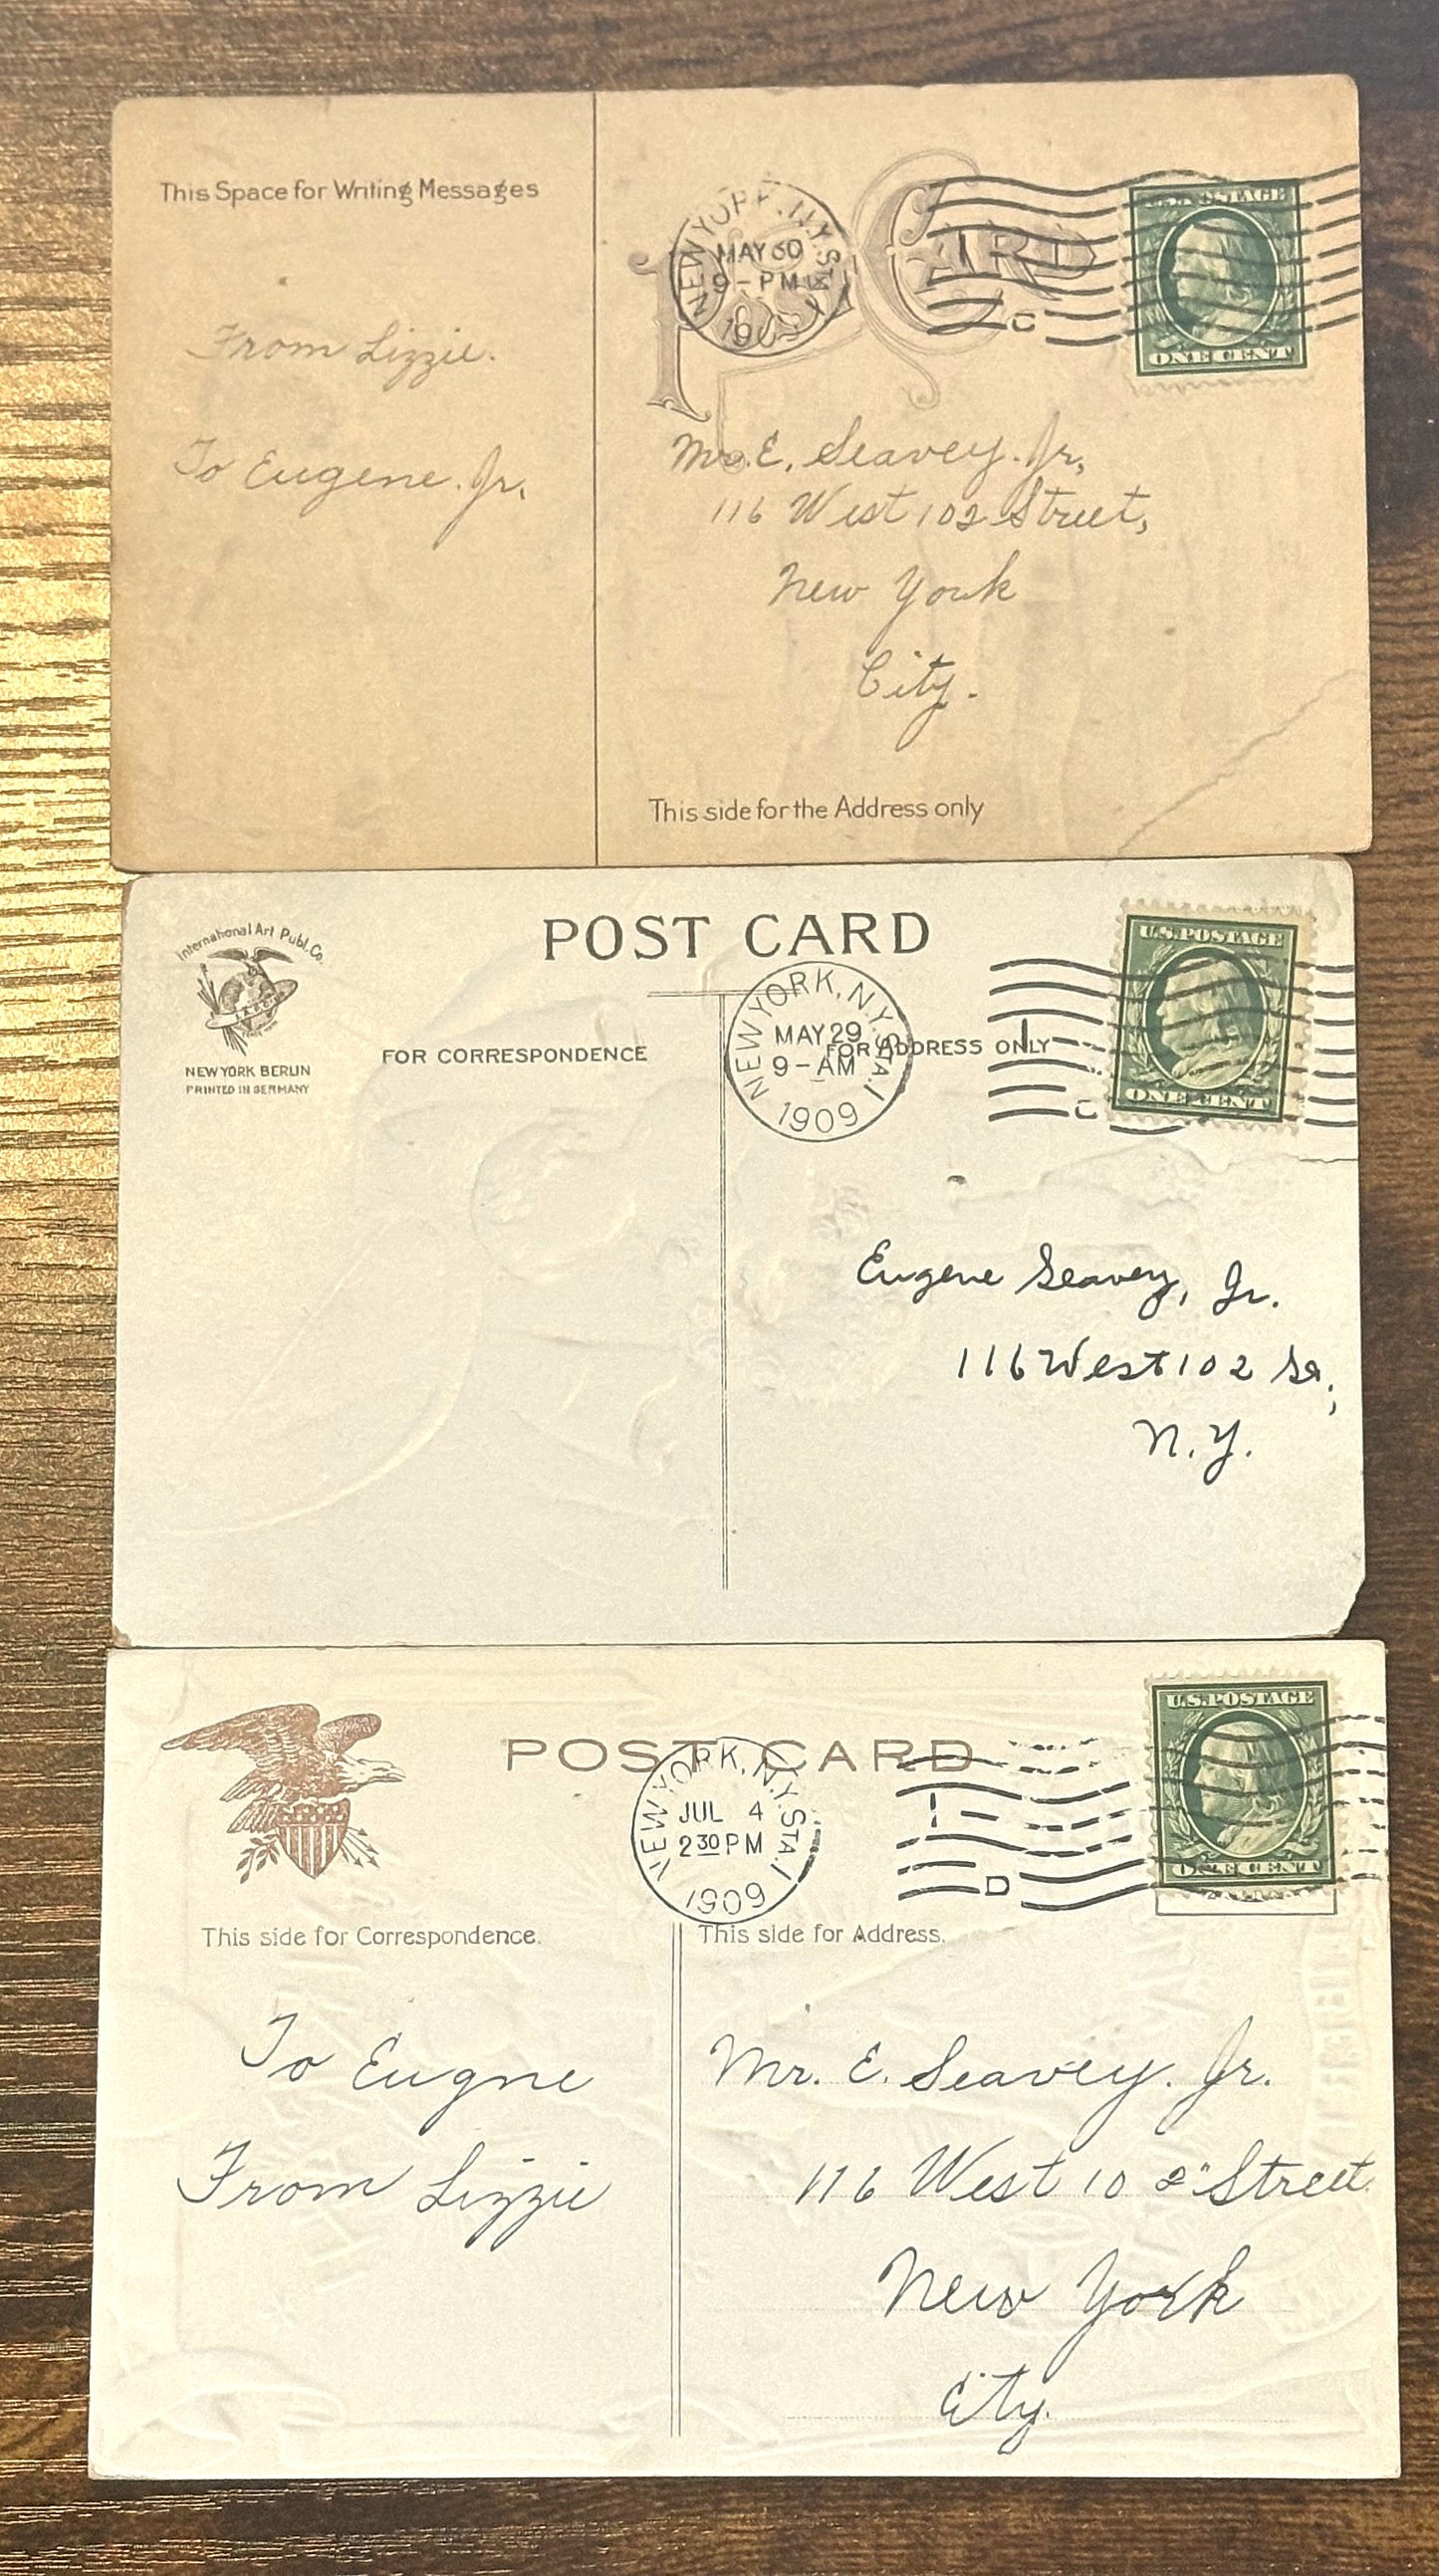 This Space for Writing Messages
POST CARD
NEW YORK, N.Y. STA.
MAY 30
9-PM
C
U.S. POSTAGE
ONE CENT
From Lizzie.
To Eugene. Jr.
Mr. E. Seavey. Jr.
116 West 102 Street,
New York
City.
This side for the Address only
International Art Publ. Co.
NEW YORK BERLIN
PRINTED IN GERMANY
POST CARD
FOR CORRESPONDENCE
FOR ADDRESS ONLY
NEW YORK, N.Y. STA. I
MAY 29
9-AM
1909
I
C
U.S. POSTAGE
ONE CENT
Eugene Seavey, Jr.
116 West 102 St,
N.Y.
POST CARD
NEW YORK, N.Y. STA. I
JUL 4
2 30 PM
1909
I
D
U.S. POSTAGE
ONE CENT
This side for Correspondence.
This side for Address.
To Eugne
From Lizzie
Mr. E. Seavey. Jr.
116 West 102" Street
New York
City.